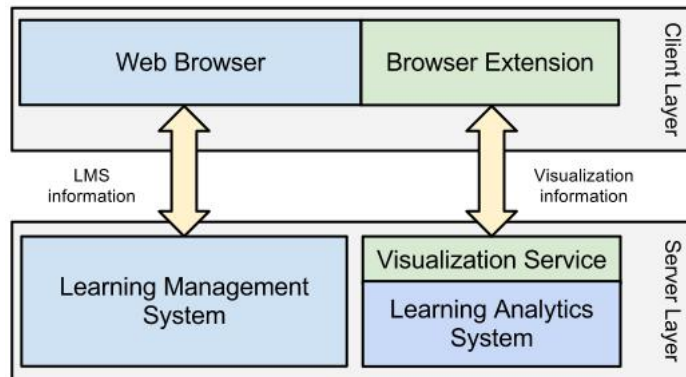 Web Browser
Browser Extension
Client Layer
LMS
information
Visualization
information
Learning Management
System
Visualization Service
Learning Analytics
System
Server Layer